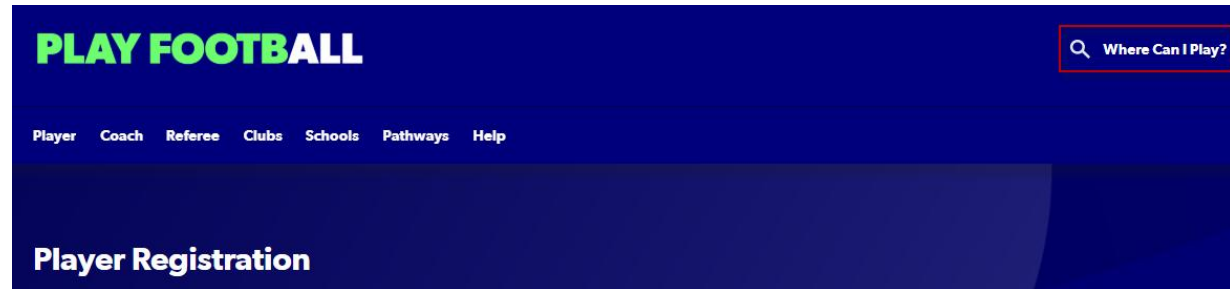 PLAY FOOTBALL
Where Can I Play?
Player Coach Referee Clubs Schools Pathways Help
Player Registration